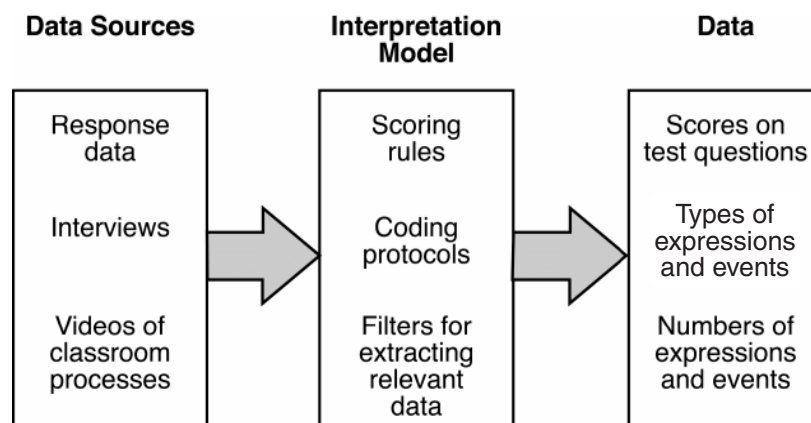 Data Sources
Interpretation
Model
Data
Response
data
Interviews
Videos of
classroom
processes
Scoring
rules
Coding
protocols
Filters for
extracting
relevant
data
Scores on
test questions
Types of
expressions
and events
Numbers of
expressions
and events